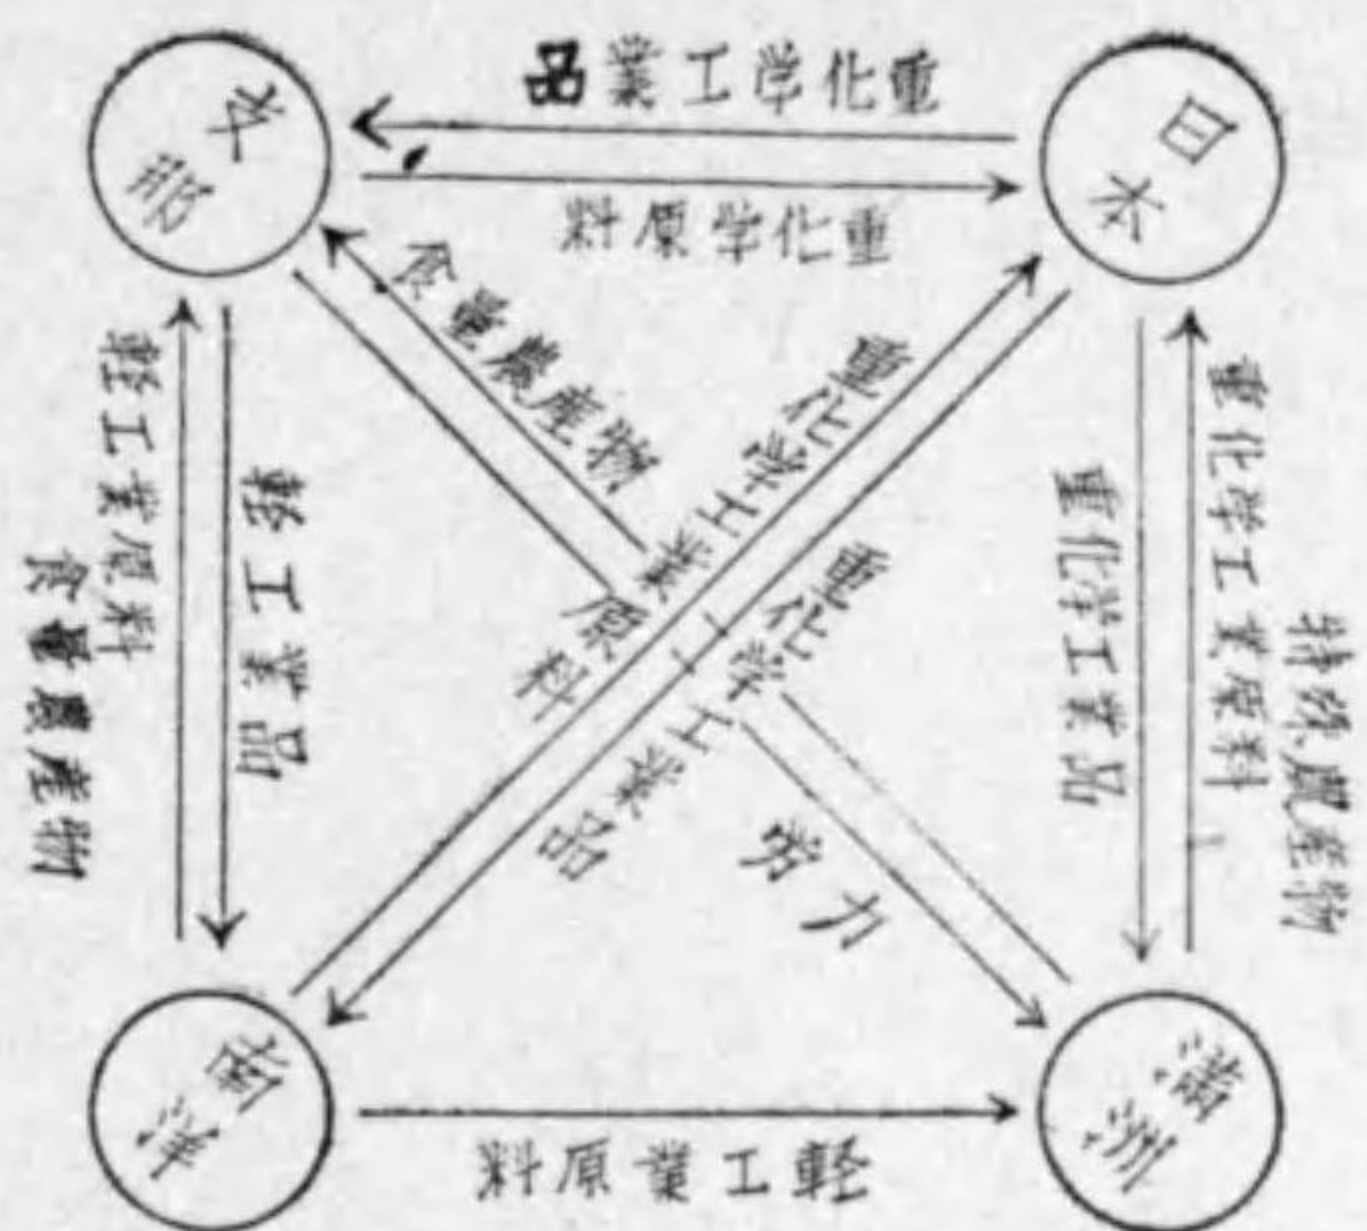 日本
支那
重化学工業品
重化学原料
食量農産物
重化学工業原料
重化学工業品
労力
重化学工業品
重化学工業原料
特殊農産物
軽工業品
軽工業原料
食量農産物
南洋
満洲
軽工業原料